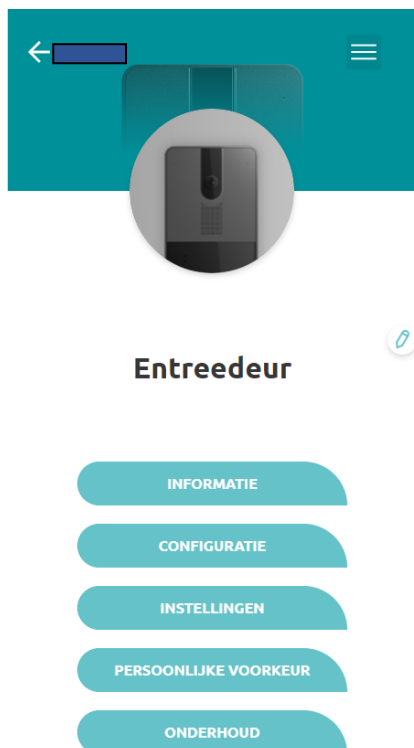 Entreedeur
INFORMATIE
CONFIGURATIE
INSTELLINGEN
PERSOONLIJKE VOORKEUR
ONDERHOUD